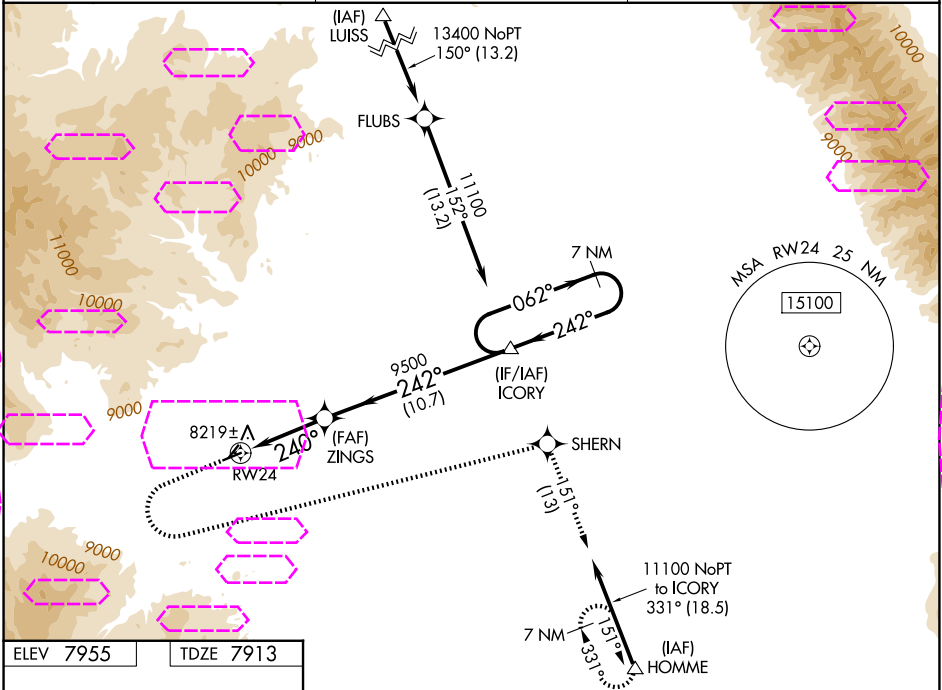 (IAF)
LUISS
13400 NoPT
150° (13.2)
10000
FLUBS
10000
9000
9000
11100
152°
(13.2)
7 NM
MSA RW24 25 NM
15100
11000
10000
062°
242°
9500
242°
(10.7)
(IF/IAF)
ICORY
9000
8219±
240°
(FAF)
ZINGS
RW24
SHERN
151°
(13)
9000
10000
11100 NoPT
to ICORY
331° (18.5)
7 NM
151°
331°
(IAF)
HOMME
ELEV 7955
TDZE 7913